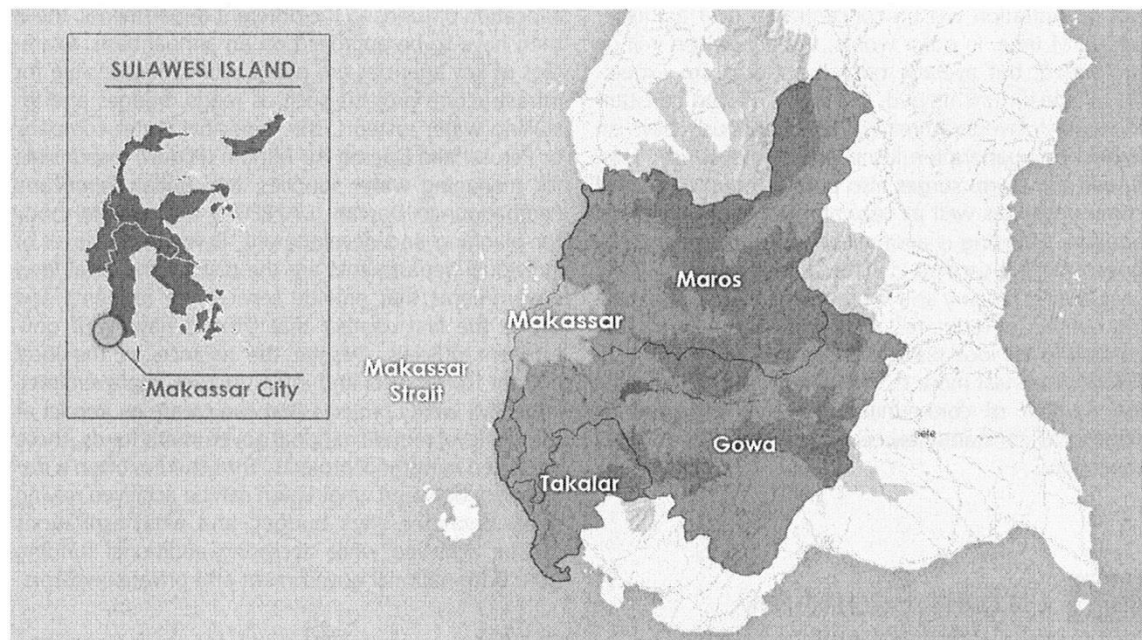 SULAWESI ISLAND
Makassar City
Maros
Makassar
Makassar
Strait
Gowa
Takalar